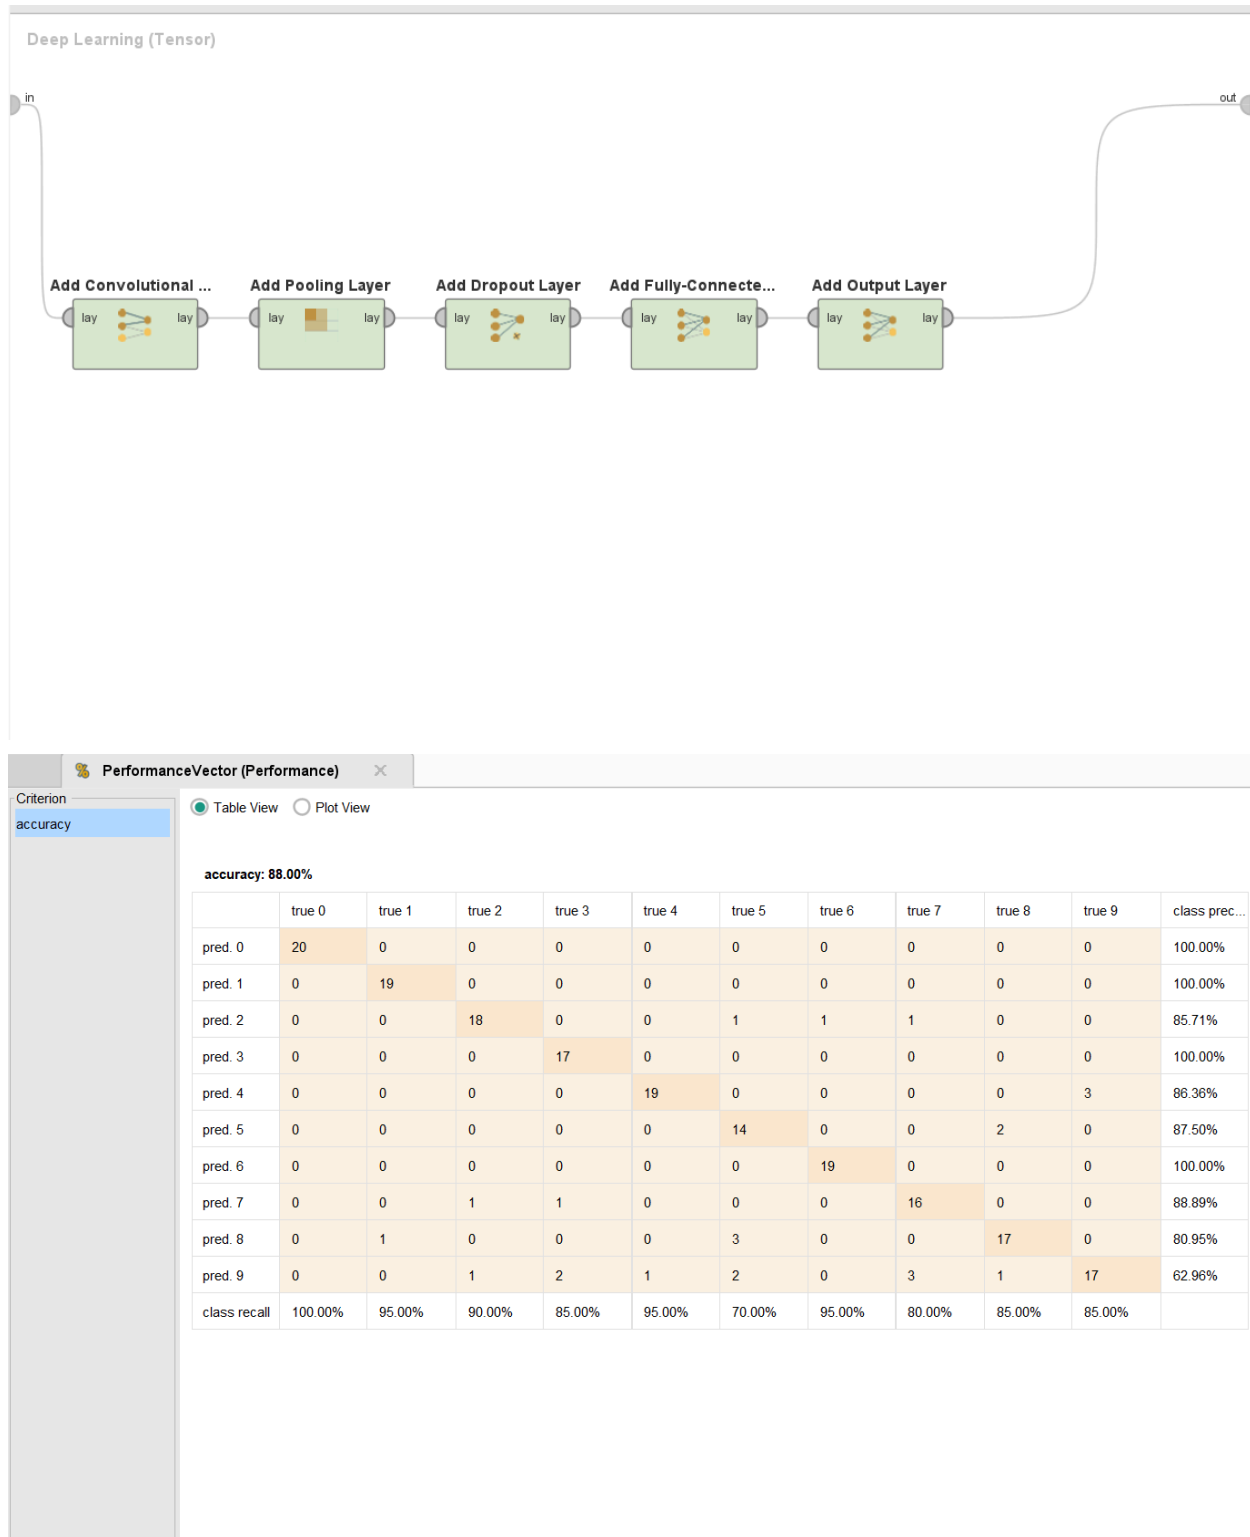 Deep Learning (Tensor)
in
out
Add Convolutional ... Add Pooling Layer Add Dropout Layer Add Fully-Connecte... Add Output Layer
lay lay lay lay lay lay lay lay lay lay
PerformanceVector (Performance)
Criterion
accuracy
Table View Plot View
accuracy: 88.00%
true 0 true 1 true 2 true 3 true 4 true 5 true 6 true 7 true 8 true 9 class prec...
pred. 0 20 0 0 0 0 0 0 0 0 0 100.00%
pred. 1 0 19 0 0 0 0 0 0 0 0 100.00%
pred. 2 0 0 18 0 0 1 1 1 0 0 85.71%
pred. 3 0 0 0 17 0 0 0 0 0 0 100.00%
pred. 4 0 0 0 0 19 0 0 0 0 3 86.36%
pred. 5 0 0 0 0 0 14 0 0 2 0 87.50%
pred. 6 0 0 0 0 0 0 19 0 0 0 100.00%
pred. 7 0 0 1 1 0 0 0 16 0 0 88.89%
pred. 8 0 1 0 0 0 3 0 0 17 0 80.95%
pred. 9 0 0 1 2 1 2 0 3 1 17 62.96%
class recall 100.00% 95.00% 90.00% 85.00% 95.00% 70.00% 95.00% 80.00% 85.00% 85.00%